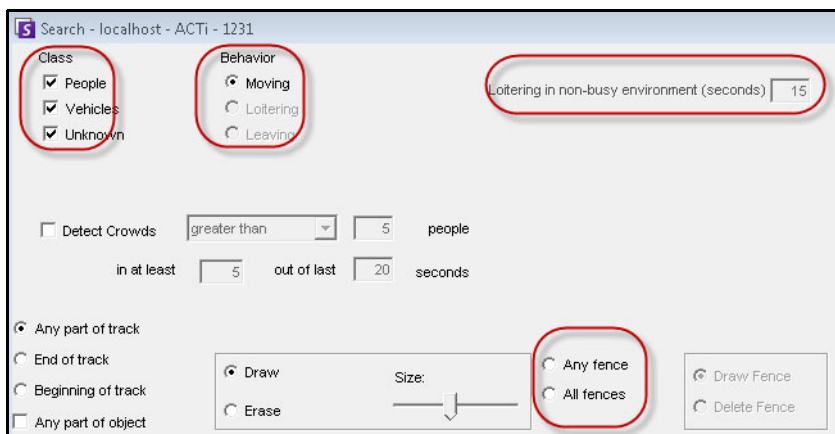 Search - localhost - ACTi - 1231
Class
People
Vehicles
Unknown
Behavior
Moving
Loitering
Leaving
Loitering in non-busy environment (seconds) 15
Detect Crowds greater than 5 people
in at least 5 out of last 20 seconds
Any part of track
End of track
Beginning of track
Any part of object
Draw
Erase
Size:
Any fence
All fences
Draw Fence
Delete Fence